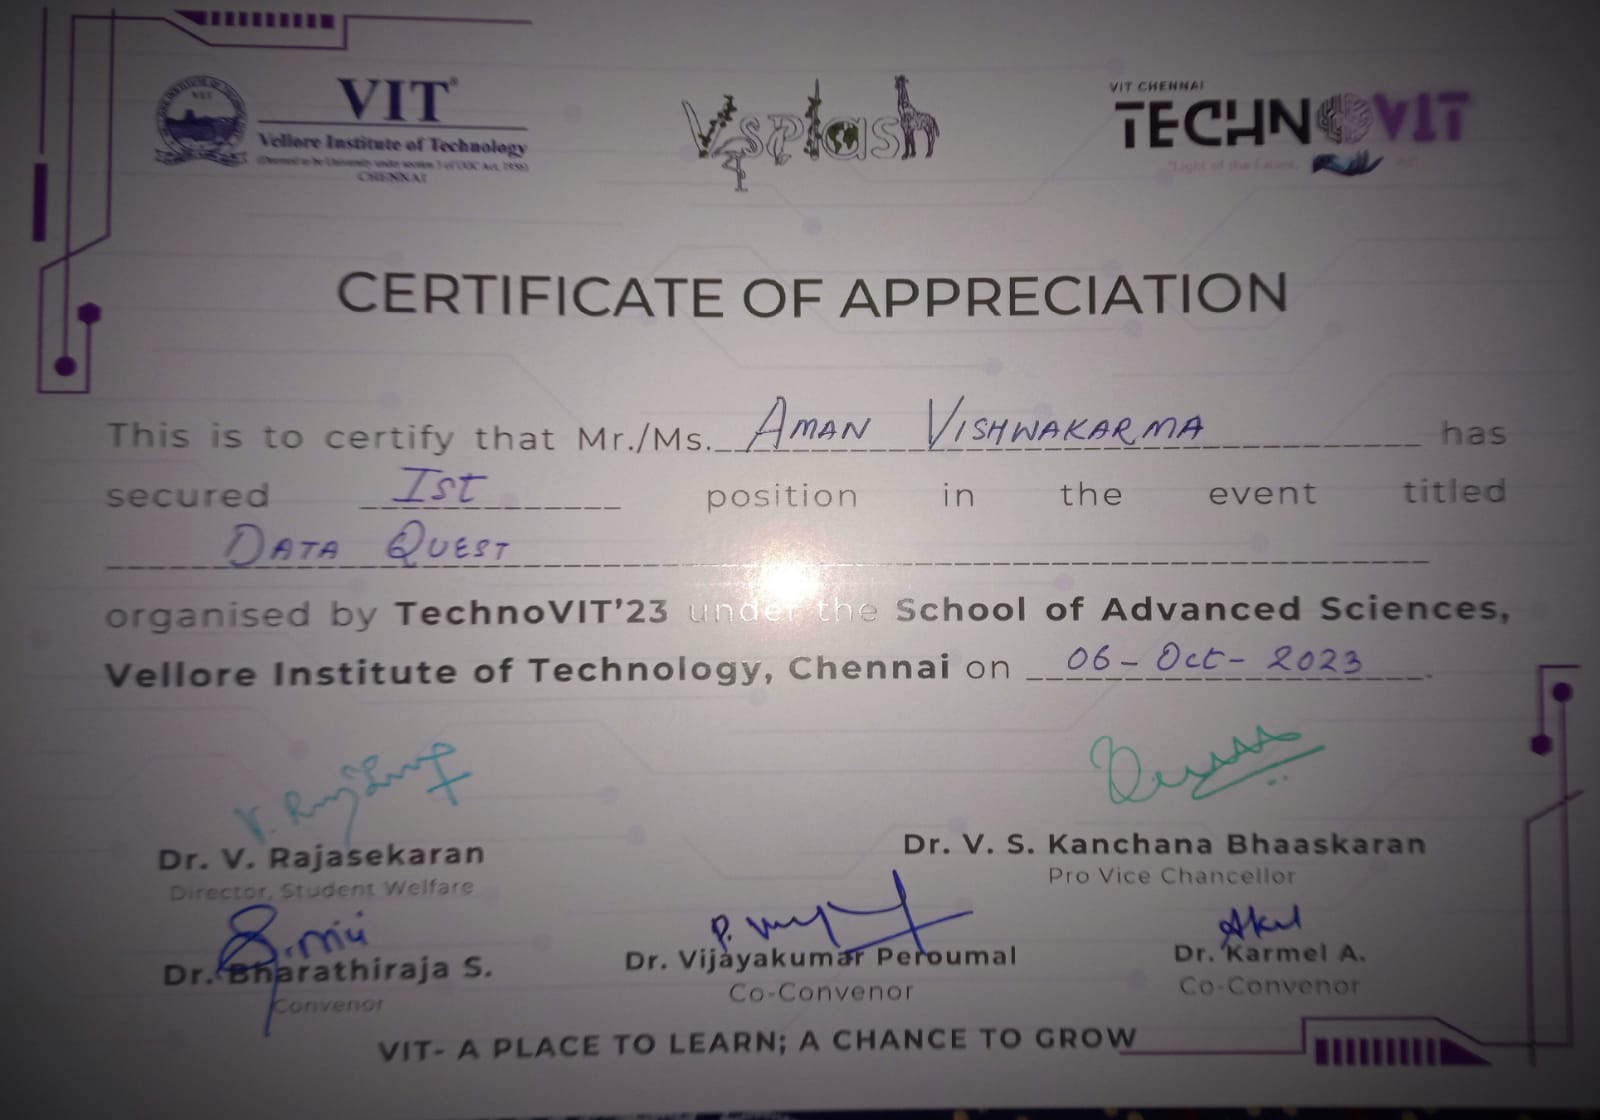 VIT
Vellore Institute of Technology
(Deemed to be University under section 3 of UGC Act, 1956)
CHENNAI
Vsplash
VIT CHENNAI
TECHNOVIT
"Light of the Future,
CERTIFICATE OF APPRECIATION
This is to certify that Mr./Ms. AMAN VISHWAKARMA has
secured Ist position in the event titled
DATA QUEST
organised by TechnoVIT'23 under the School of Advanced Sciences,
Vellore Institute of Technology, Chennai on 06-Oct-2023.
Dr. V. Rajasekaran
Director, Student Welfare
Dr. V. S. Kanchana Bhaaskaran
Pro Vice Chancellor
Dr. Bharathiraja S.
Convenor
Dr. Vijayakumar Peroumal
Co-Convenor
Dr. Karmel A.
Co-Convenor
VIT- A PLACE TO LEARN; A CHANCE TO GROW